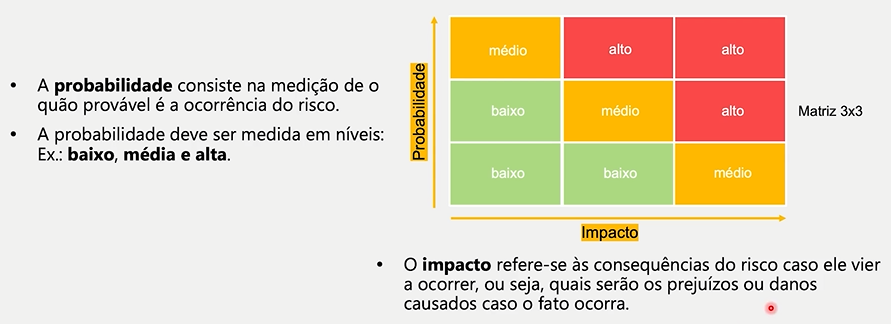 • A probabilidade consiste na medição de o
quão provável é a ocorrência do risco.
• A probabilidade deve ser medida em níveis:
Ex.: baixo, média e alta.
Probabilidade
médio alto alto
baixo médio alto
baixo baixo médio
Matriz 3x3
Impacto
• O impacto refere-se às consequências do risco caso ele vier
a ocorrer, ou seja, quais serão os prejuízos ou danos
causados caso o fato ocorra.